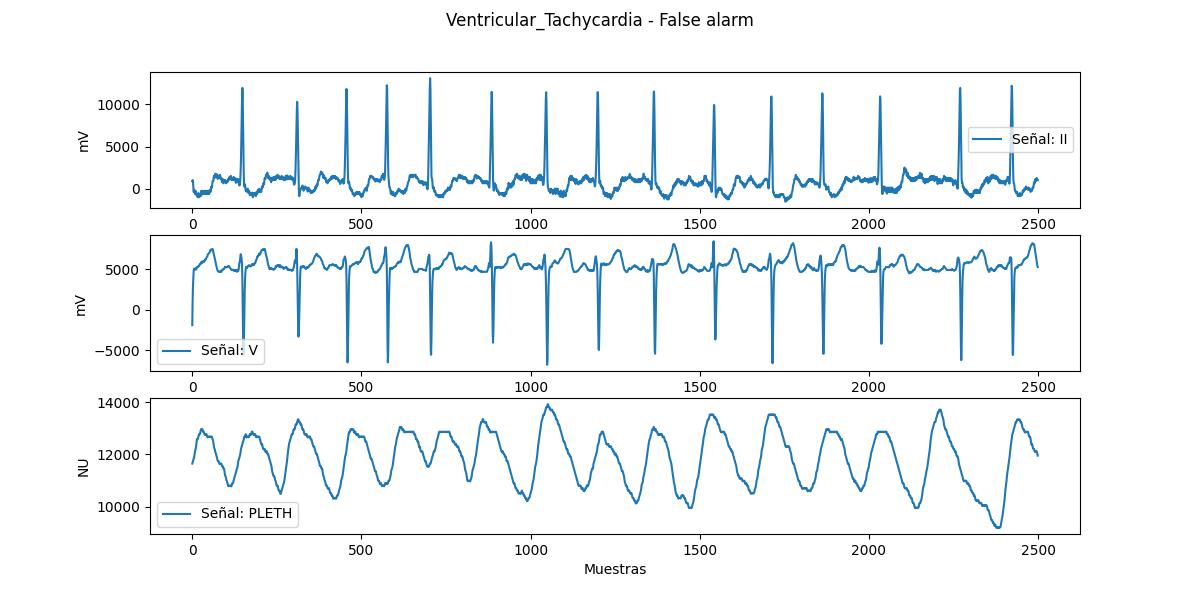 Ventricular_Tachycardia - False alarm
10000
5000
0
mV
Señal: II
0 500 1000 1500 2000 2500
5000
0
−5000
mV
Señal: V
0 500 1000 1500 2000 2500
14000
12000
10000
NU
Señal: PLETH
0 500 1000 1500 2000 2500
Muestras